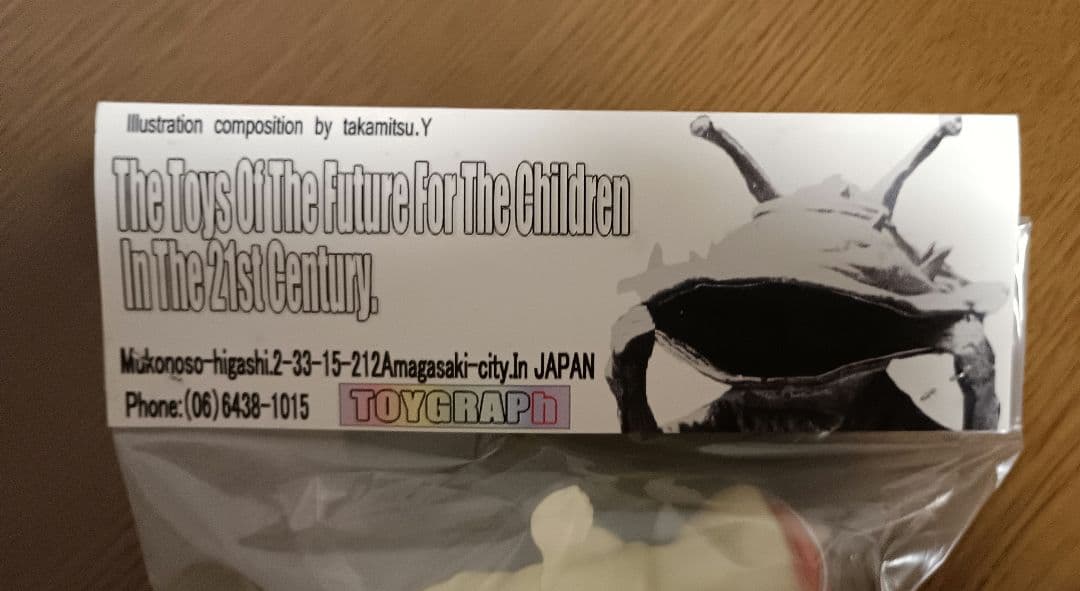 Illustration composition by takamitsu.Y
The Toys Of The Future For The Children
In The 21st Century.
Mukonoso-higashi.2-33-15-212Amagasaki-city.In JAPAN
Phone:(06)6438-1015
TOYGRAPh